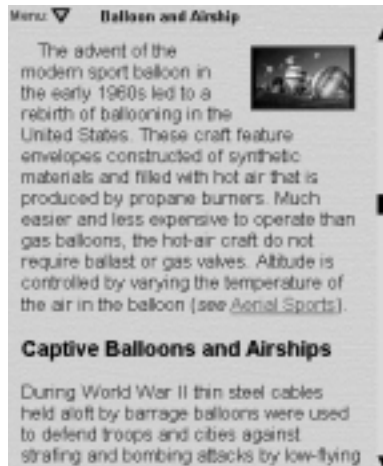 Menu: Balloon and Airship
The advent of the
modern sport balloon in
the early 1960s led to a
rebirth of ballooning in the
United States. These craft feature
envelopes constructed of synthetic
materials and filled with hot air that is
produced by propane burners. Much
easier and less expensive to operate than
gas balloons, the hot-air craft do not
require ballast or gas valves. Altitude is
controlled by varying the temperature of
the air in the balloon (see Aerial Sports).
Captive Balloons and Airships
During World War II thin steel cables
held aloft by barrage balloons were used
to defend troops and cities against
strafing and bombing attacks by low-flying